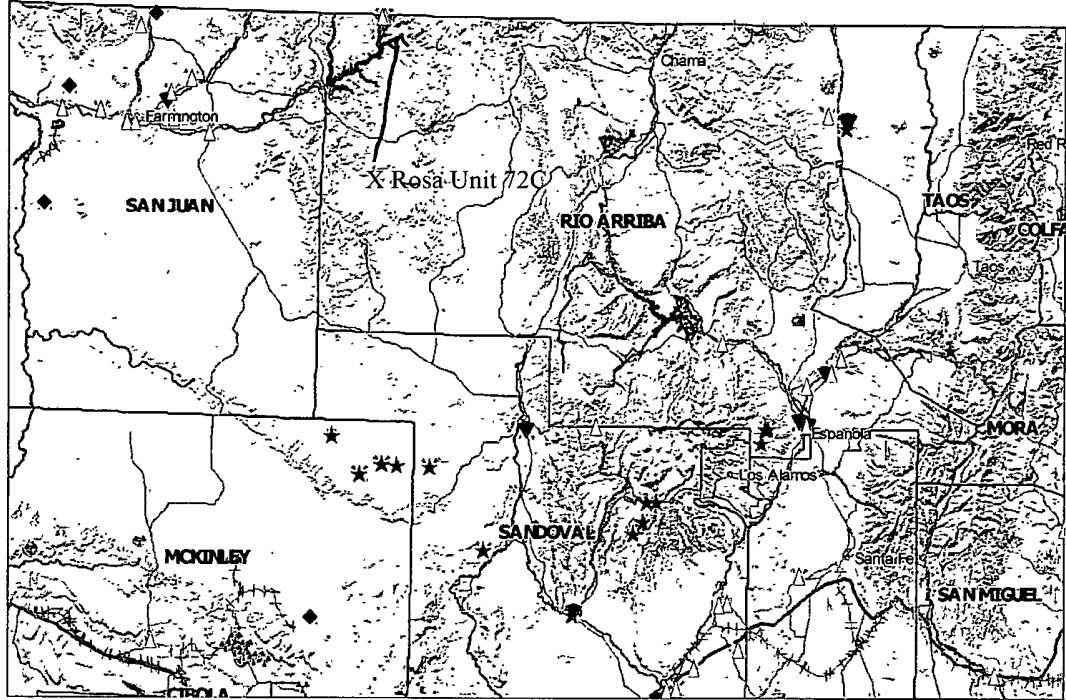 Chama
Farmington
Red R
X Rosa Unit 72C
SAN JUAN
TAOS
RIO ARRIBA
COLFA
Taos
MORA
Espanola
Los Alamos
SANDOVAL
MCKINLEY
Santa Fe
SAN MIGUEL
CIBOLA